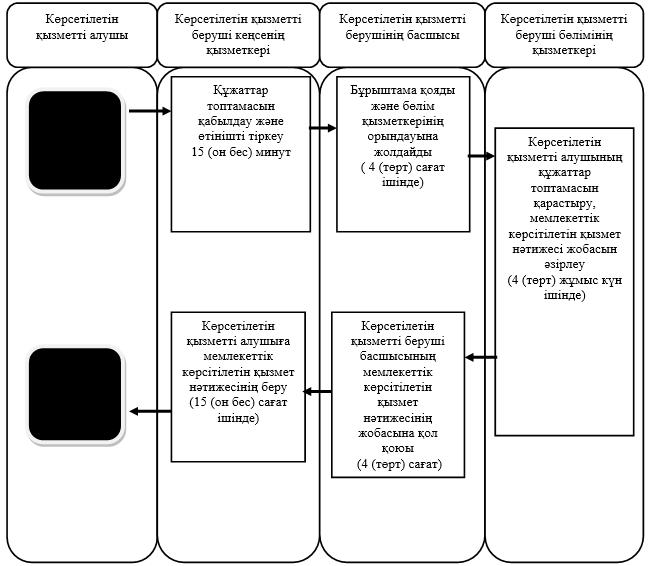 Көрсетілетін
қызметті алушы
Көрсетілетін қызметті
беруші кеңсенің
қызметкері
Көрсетілетін қызметті
берушінің басшысы
Көрсетілетін қызметті
беруші бөлімінің
қызметкері
Құжаттар
топтамасын
қабылдау және
өтінішті тіркеу
15 (он бес) минут
Бұрыштама қояды
және бөлім
қызметкерінің
орындауына
жолдайды
( 4 (төрт) сағат
ішінде)
Көрсетілетін
қызметті алушының
құжаттар
топтамасын
қарастыру,
мемлекеттік
көрсітілетін қызмет
нәтижесі жобасын
әзірлеу
(4 (төрт) жұмыс күн
ішінде)
Көрсетілетін
қызметті алушыға
мемлекеттік
көрсітілетін қызмет
нәтижесінің беру
(15 (он бес) сағат
ішінде)
Көрсетілетін
қызметті беруші
басшысының
мемлекеттік
көрсітілетін
қызмет
нәтижесінің
жобасына қол
қоюы
(4 (төрт) сағат)